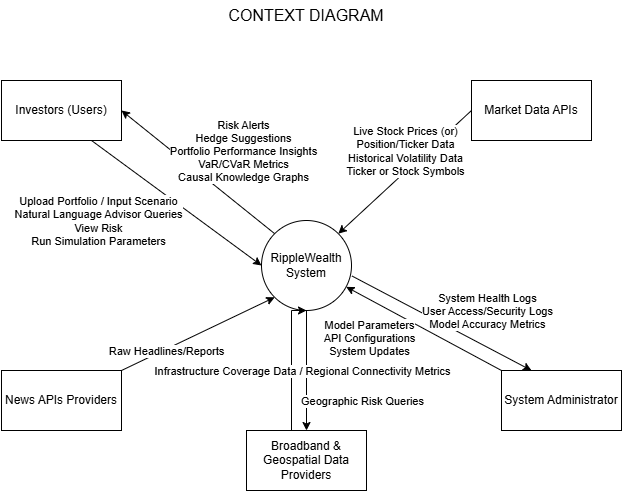 CONTEXT DIAGRAM
Investors (Users)
Market Data APIs
Risk Alerts
Hedge Suggestions
Portfolio Performance Insights
VaR/CVaR Metrics
Causal Knowledge Graphs
Live Stock Prices (or)
Position/Ticker Data
Historical Volatility Data
Ticker or Stock Symbols
Upload Portfolio / Input Scenario
Natural Language Advisor Queries
View Risk
Run Simulation Parameters
RippleWealth
System
System Health Logs
User Access/Security Logs
Model Accuracy Metrics
Model Parameters
API Configurations
System Updates
Raw Headlines/Reports
Infrastructure Coverage Data / Regional Connectivity Metrics
Geographic Risk Queries
News APIs Providers
System Administrator
Broadband &
Geospatial Data
Providers